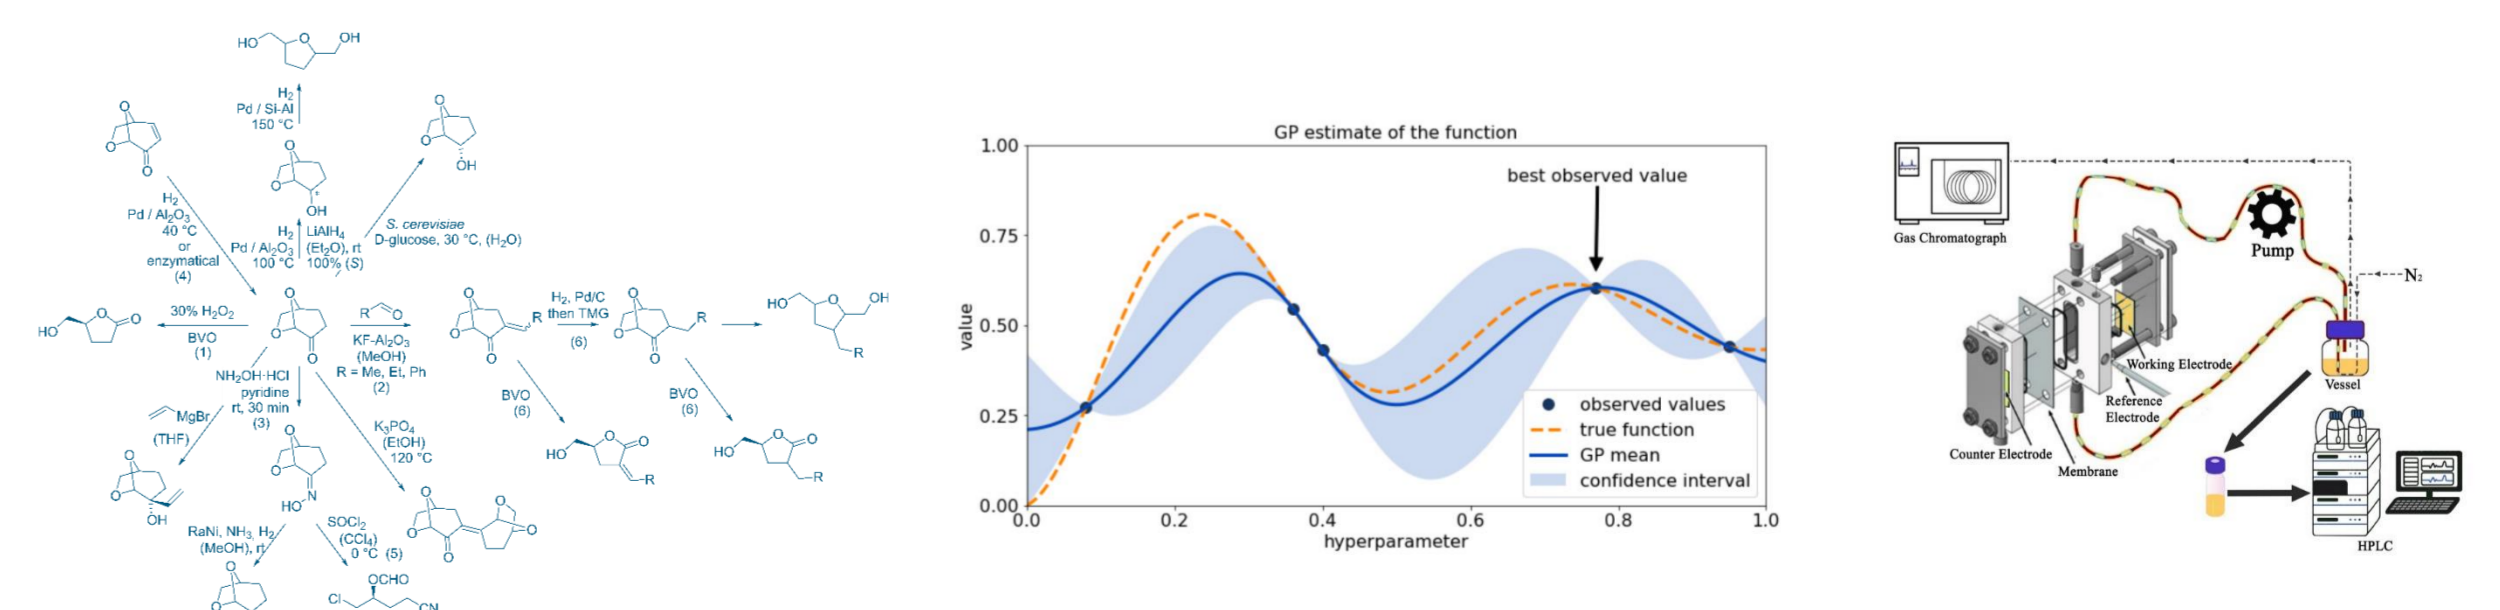 HO
O
OH
H₂
Pd / Si-Al
150 °C
O
O
O
O
O
OH
O
O
*
OH
H₂
Pd / Al₂O₃
40 °C
or
enzymatical
(4)
H₂
Pd / Al₂O₃
100 °C
LiAlH₄
(Et₂O), rt
100% (S)
S. cerevisiae
D-glucose, 30 °C, (H₂O)
HO
O
O
30% H₂O₂
BVO
(1)
O
O
O
R
O
KF-Al₂O₃
(MeOH)
R = Me, Et, Ph
(2)
O
O
O
R
H₂, Pd/C
then TMG
(6)
O
O
O
R
HO
O
OH
R
NH₂OH·HCl
pyridine
rt, 30 min
(3)
MgBr
(THF)
K₃PO₄
(EtOH)
120 °C
BVO
(6)
BVO
(6)
HO
O
O
R
HO
O
O
R
O
O
OH
O
O
N
HO
O
O
O
O
O
RaNi, NH₃, H₂
(MeOH), rt
SOCl₂
(CCl₄)
0 °C (5)
O
O
OCHO
Cl
CN
GP estimate of the function
1.00
0.75
0.50
0.25
0.00
value
best observed value
observed values
true function
GP mean
confidence interval
0.0
0.2
0.4
0.6
0.8
1.0
hyperparameter
Gas Chromatograph
Pump
N₂
Working Electrode
Vessel
Reference
Electrode
Counter Electrode
Membrane
HPLC